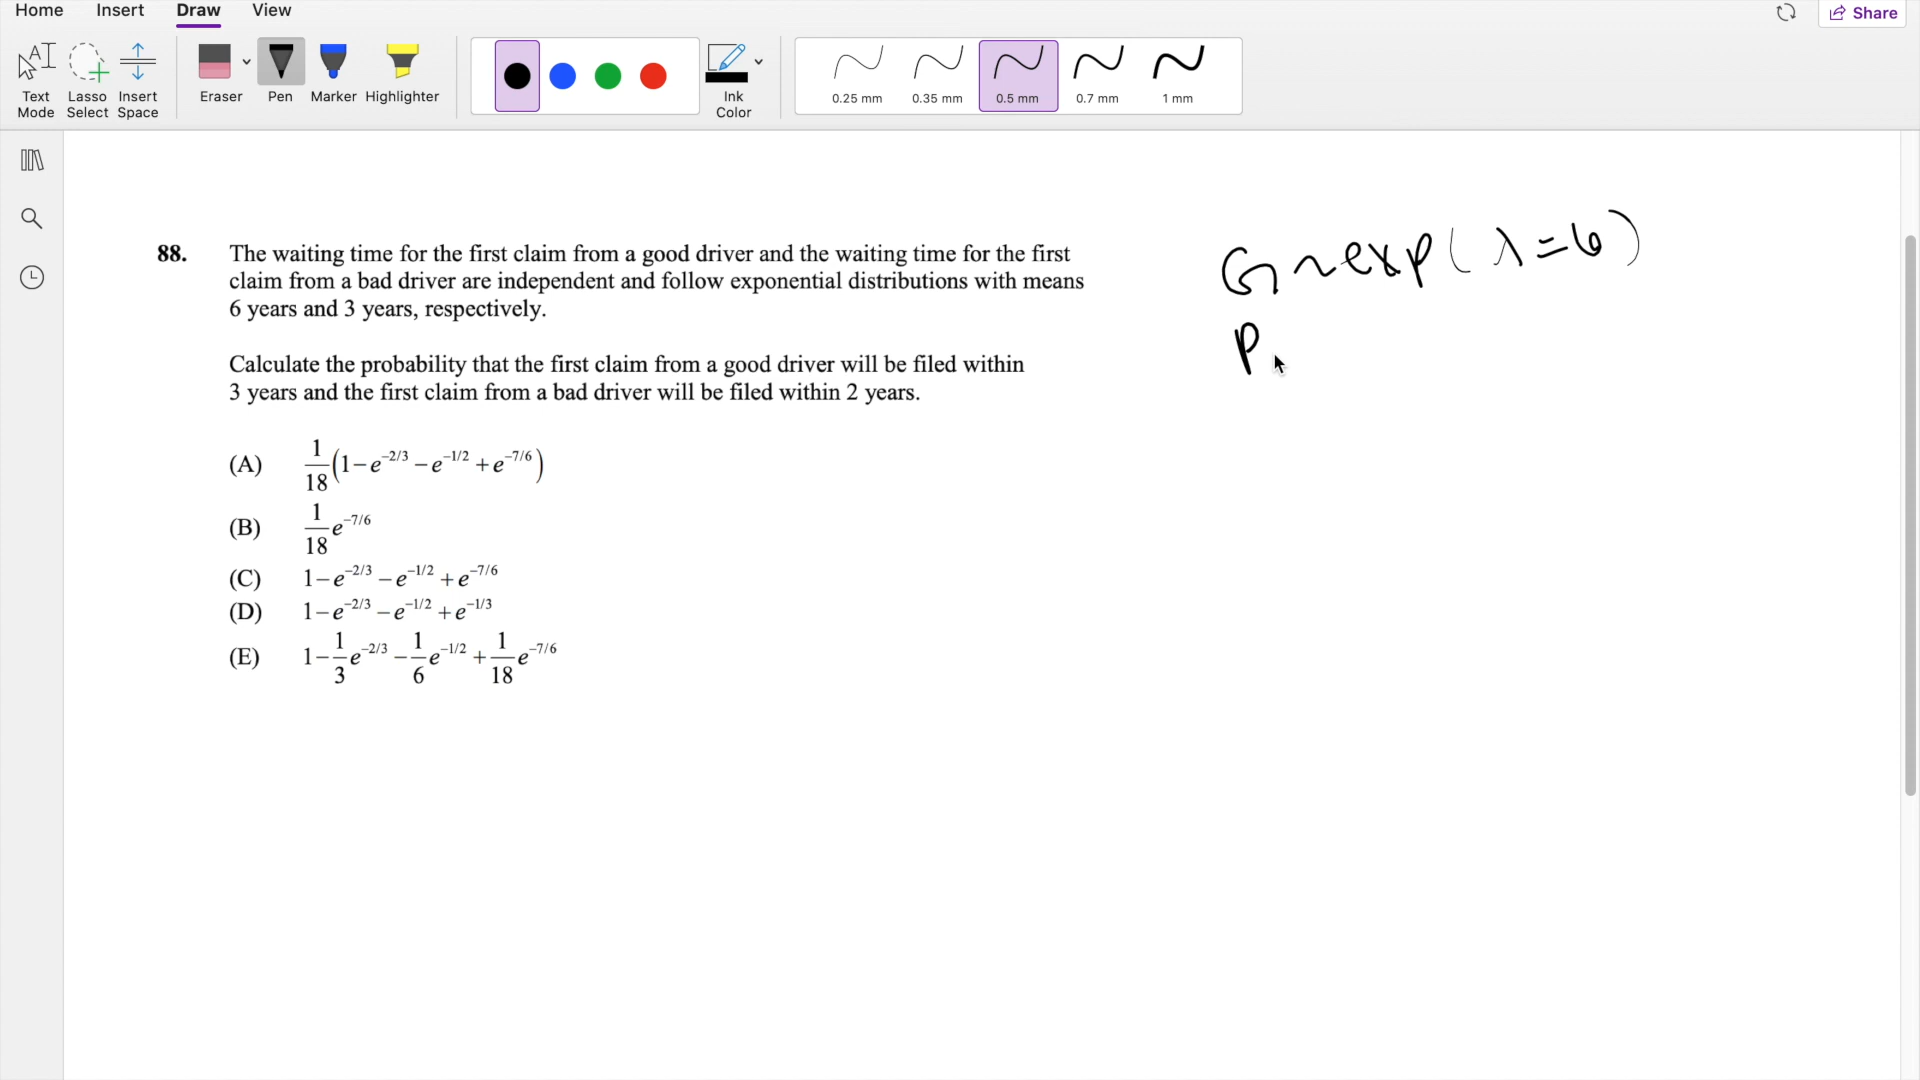 Home Insert Draw View
Share
Text Mode
Lasso Select
Insert Space
Eraser
Pen
Marker
Highlighter
Ink Color
0.25 mm
0.35 mm
0.5 mm
0.7 mm
1 mm
88. The waiting time for the first claim from a good driver and the waiting time for the first
claim from a bad driver are independent and follow exponential distributions with means
6 years and 3 years, respectively.
Calculate the probability that the first claim from a good driver will be filed within
3 years and the first claim from a bad driver will be filed within 2 years.
(A) 1/18 (1 − e^{−2/3} − e^{−1/2} + e^{−7/6})
(B) 1/18 e^{−7/6}
(C) 1 − e^{−2/3} − e^{−1/2} + e^{−7/6}
(D) 1 − e^{−2/3} − e^{−1/2} + e^{−1/3}
(E) 1 − 1/3 e^{−2/3} − 1/6 e^{−1/2} + 1/18 e^{−7/6}
G ~ exp(λ=6)
P